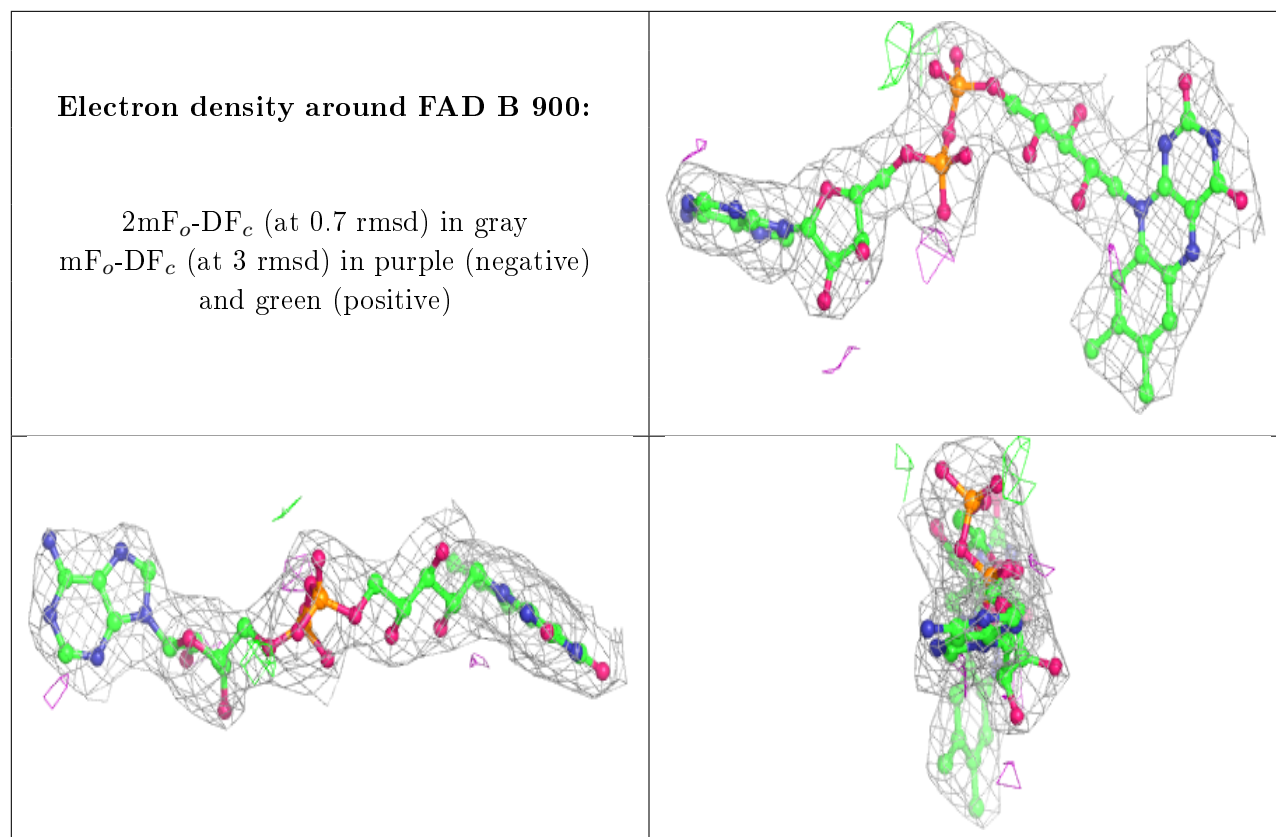 Electron density around FAD B 900:
2mFo-DFc (at 0.7 rmsd) in gray
mFo-DFc (at 3 rmsd) in purple (negative)
and green (positive)